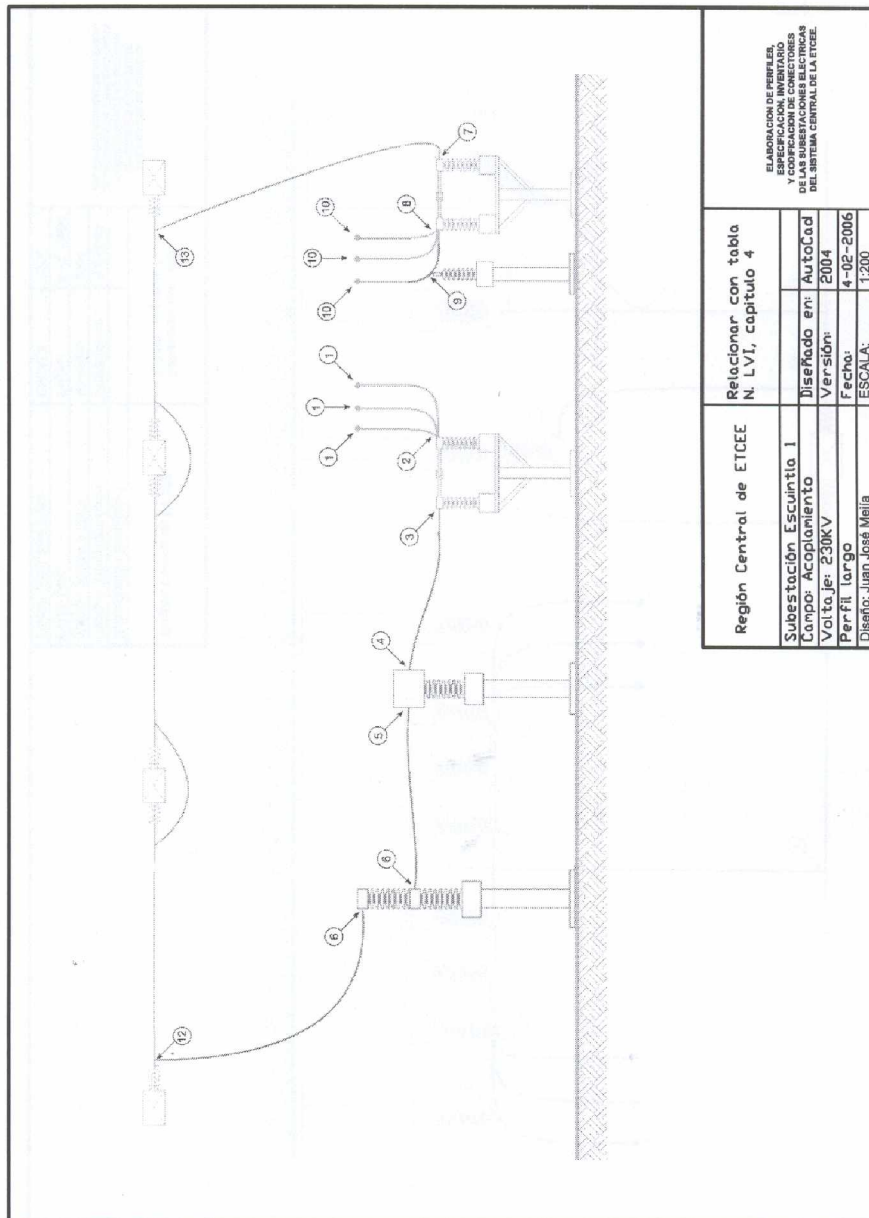 13
12
10
10
10
1
1
1
7
8
9
2
3
4
5
6
6
Región Central de ETCEE
Relacionar con tabla
N. LVI, capitulo 4
Subestación Escuintla 1
Campo: Acoplamiento
Diseñado en: AutoCad
Voltaje: 230KV
Versión: 2004
Perfil largo
Fecha: 4-02-2006
Diseño: Juan José Mejía
ESCALA: 1:200
ELABORACION DE PERFILES,
ESPECIFICACION, INVENTARIO
Y CODIFICACION DE CONECTORES
DE LAS SUBESTACIONES ELECTRICAS
DEL SISTEMA CENTRAL DE LA ETCEE.